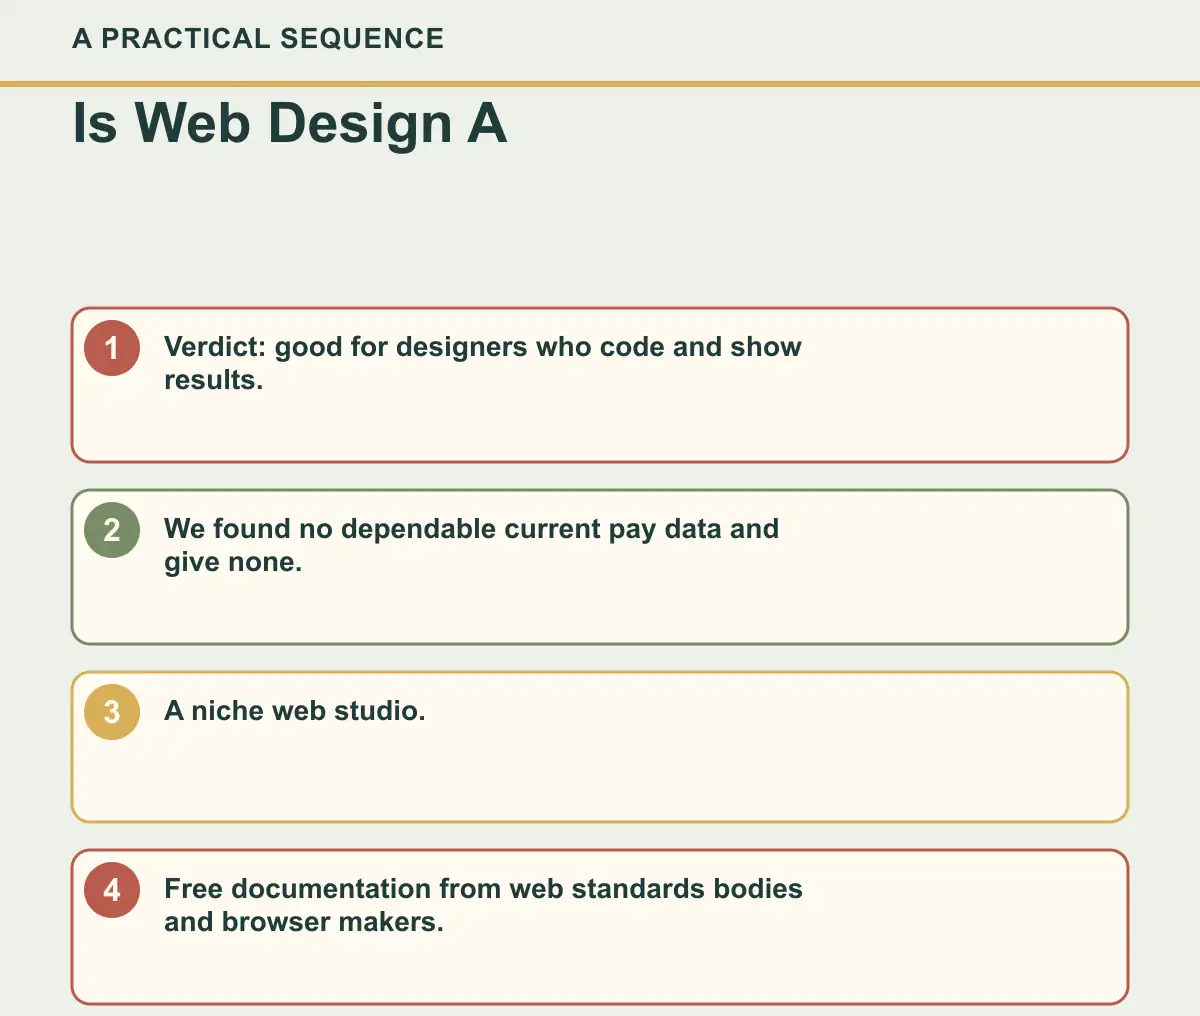 A PRACTICAL SEQUENCE
Is Web Design A
1
Verdict: good for designers who code and show
results.
2
We found no dependable current pay data and
give none.
3
A niche web studio.
4
Free documentation from web standards bodies
and browser makers.